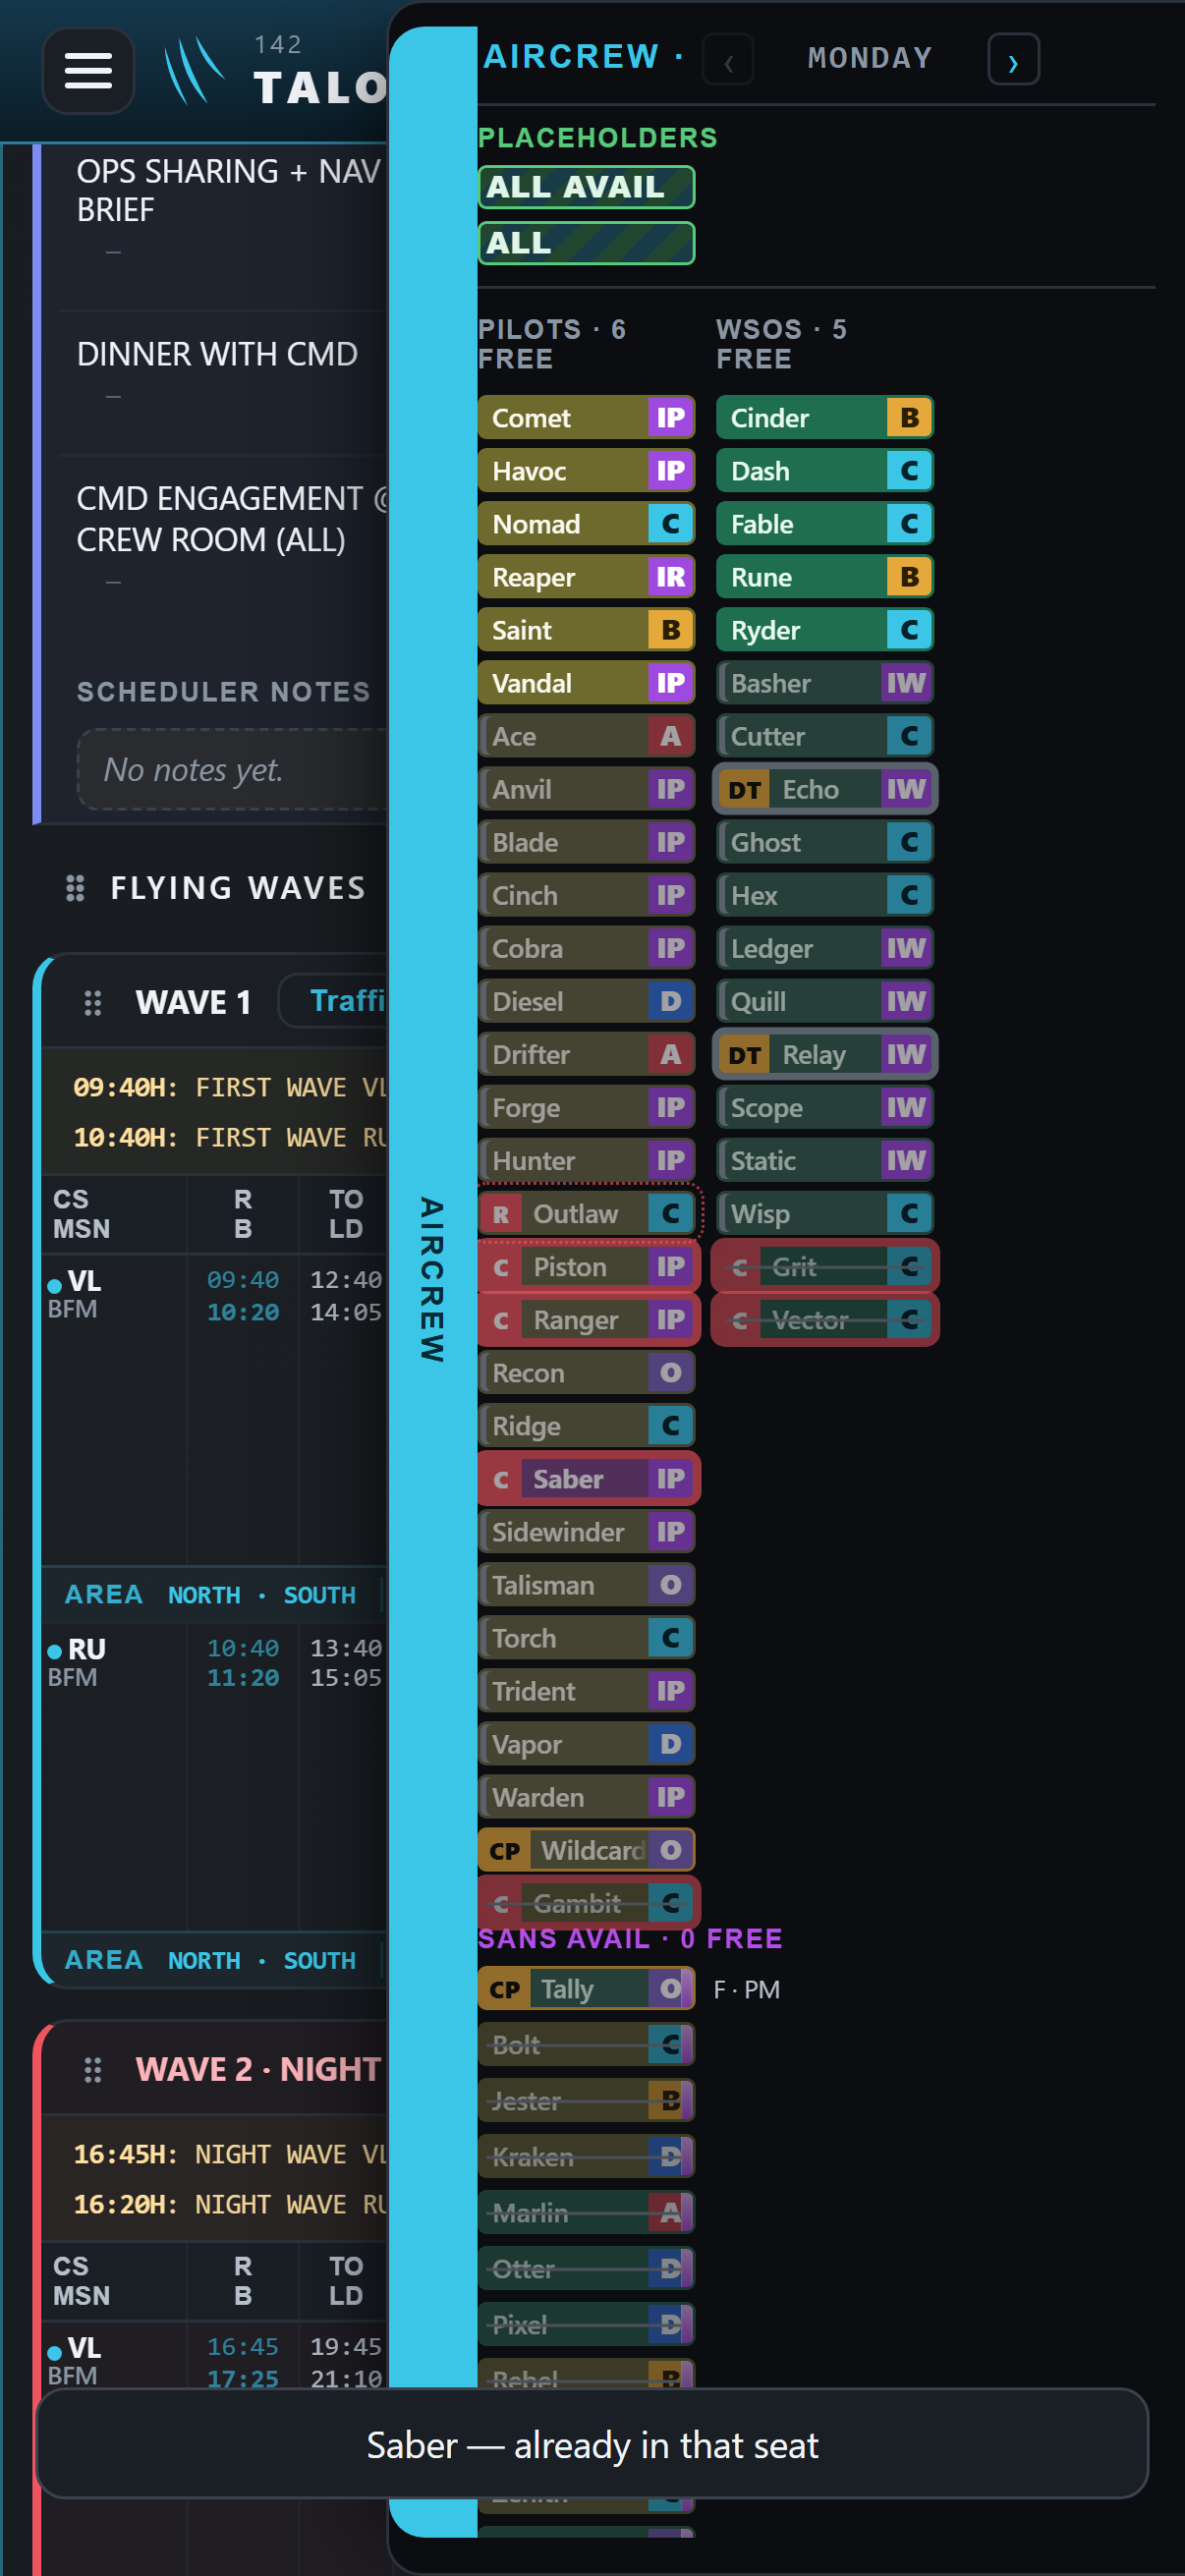 142
TALO
OPS SHARING + NAV
BRIEF
—
DINNER WITH CMD
—
CMD ENGAGEMENT @
CREW ROOM (ALL)
—
SCHEDULER NOTES
No notes yet.
FLYING WAVES
WAVE 1 Traffi
09:40H: FIRST WAVE VL
10:40H: FIRST WAVE RU
CS R TO
MSN B LD
VL 09:40 12:40
BFM 10:20 14:05
AREA NORTH · SOUTH
RU 10:40 13:40
BFM 11:20 15:05
AREA NORTH · SOUTH
WAVE 2 · NIGHT
16:45H: NIGHT WAVE VL
16:20H: NIGHT WAVE RU
CS R TO
MSN B LD
VL 16:45 19:45
BFM 17:25 21:10
AIRCREW
AIRCREW · ‹ MONDAY ›
PLACEHOLDERS
ALL AVAIL
ALL
PILOTS · 6
FREE
Comet IP
Havoc IP
Nomad C
Reaper IR
Saint B
Vandal IP
Ace A
Anvil IP
Blade IP
Cinch IP
Cobra IP
Diesel D
Drifter A
Forge IP
Hunter IP
R Outlaw C
C Piston IP
C Ranger IP
Recon O
Ridge C
C Saber IP
Sidewinder IP
Talisman O
Torch C
Trident IP
Vapor D
Warden IP
CP Wildcard O
C Gambit C
WSOS · 5
FREE
Cinder B
Dash C
Fable C
Rune B
Ryder C
Basher IW
Cutter C
DT Echo IW
Ghost C
Hex C
Ledger IW
Quill IW
DT Relay IW
Scope IW
Static IW
Wisp C
C Grit C
C Vector C
SANS AVAIL · 0 FREE
CP Tally O F · PM
Bolt C
Jester B
Kraken D
Marlin A
Otter D
Pixel D
Rebel B
Saber — already in that seat